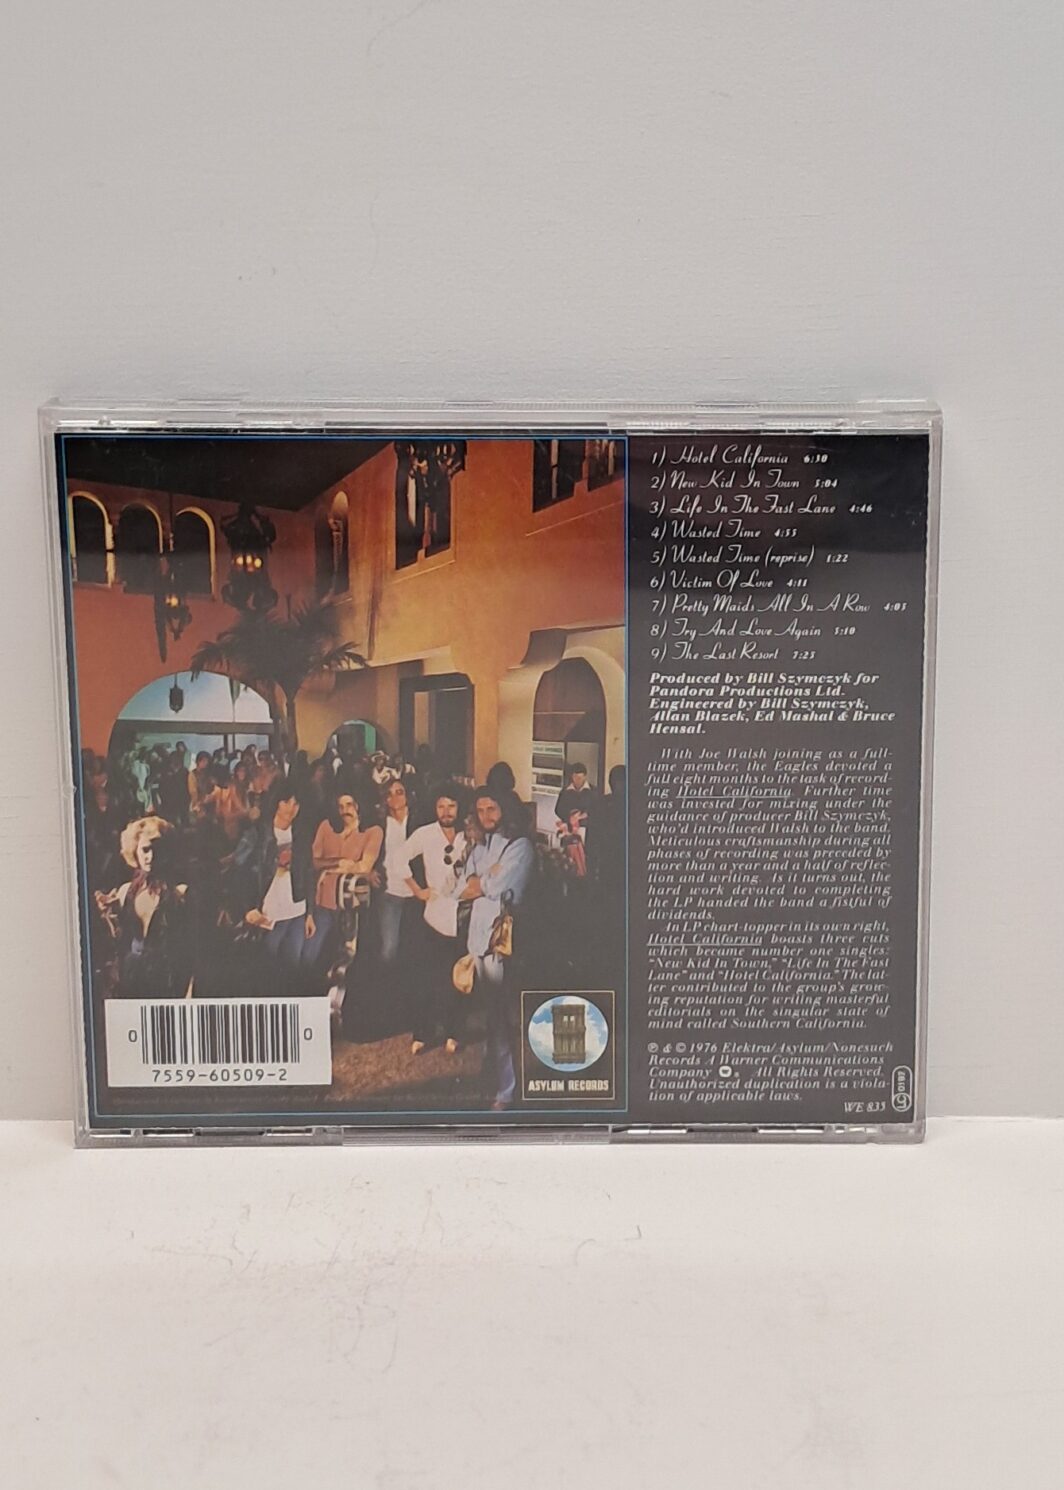 1) Hotel California 6:30
2) New Kid In Town 5:04
3) Life In The Fast Lane 4:46
4) Wasted Time 4:55
5) Wasted Time (reprise) 1:22
6) Victim Of Love 4:11
7) Pretty Maids All In A Row 4:05
8) Try And Love Again 5:10
9) The Last Resort 7:25
Produced by Bill Szymczyk for
Pandora Productions Ltd.
Engineered by Bill Szymczyk,
Allan Blazek, Ed Mashal & Bruce
Hensal.
With Joe Walsh joining as a full-
time member, the Eagles devoted a
full eight months to the task of record-
ing Hotel California. Further time
was invested for mixing under the
guidance of producer Bill Szymczyk,
who'd introduced Walsh to the band.
Meticulous craftsmanship during all
phases of recording was preceded by
more than a year and a half of reflec-
tion and writing. As it turns out, the
hard work devoted to completing
the LP handed the band a fistful of
dividends.
An LP chart-topper in its own right,
Hotel California boasts three cuts
which became number one singles:
"New Kid In Town," "Life In The Fast
Lane" and "Hotel California." The lat-
ter contributed to the group's grow-
ing reputation for writing masterful
editorials on the singular state of
mind called Southern California.
℗ & © 1976 Elektra/Asylum/Nonesuch
Records A Warner Communications
Company. All Rights Reserved.
Unauthorized duplication is a viola-
tion of applicable laws.
WE 835
0192
0 0
7559-60509-2
ASYLUM RECORDS